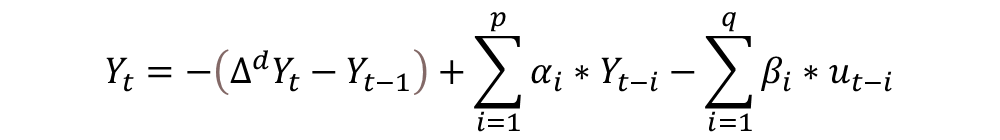 Y_t = −(Δ^d Y_t − Y_{t−1}) + ∑_{i=1}^{p} α_i * Y_{t−i} − ∑_{i=1}^{q} β_i * u_{t−i}